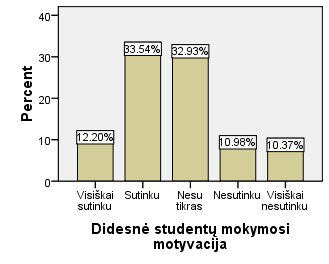 40
30
20
10
0
Percent
12.20%
33.54%
32.93%
10.98%
10.37%
Visiškai
sutinku
Sutinku
Nesu
tikras
Nesutinku
Visiškai
nesutinku
Didesnė studentų mokymosi
motyvacija